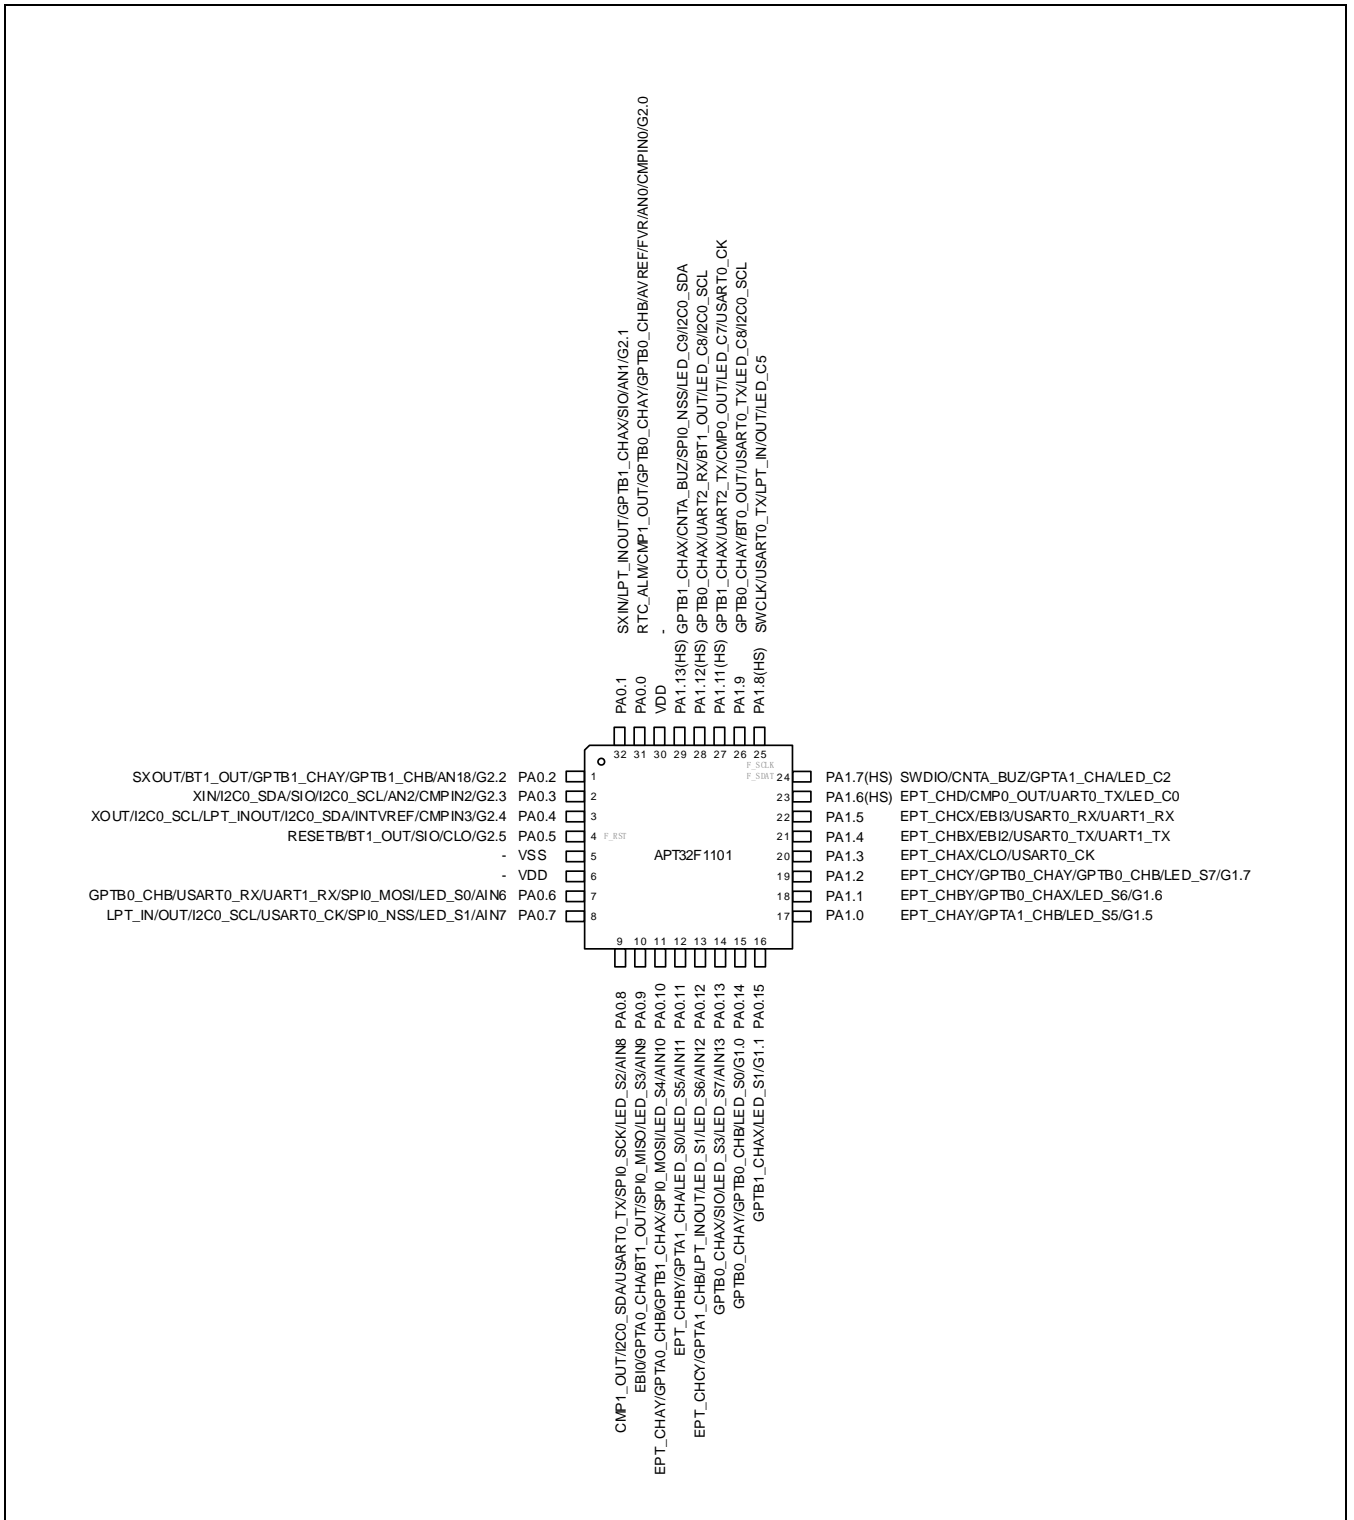 SXIN/LPT_INOUT/GPTB1_CHAX/SIO/AN1/G2.1
RTC_ALM/CMP1_OUT/GPTB0_CHAY/GPTB0_CHB/AVREF/FVR/AN0/CMPIN0/G2.0
-
GPTB1_CHAX/CNTA_BUZ/SPI0_NSS/LED_C9/I2C0_SDA
GPTB0_CHAX/UART2_RX/BT1_OUT/LED_C8/I2C0_SCL
GPTB1_CHAX/UART2_TX/CMP0_OUT/LED_C7/USART0_CK
GPTB0_CHAY/BT0_OUT/USART0_TX/LED_C8/I2C0_SCL
SWCLK/USART0_TX/LPT_IN/OUT/LED_C5
PA0.1
PA0.0
VDD
PA1.13(HS)
PA1.12(HS)
PA1.11(HS)
PA1.9
PA1.8(HS)
32 31 30 29 28 27 26 25
F_SCLK
F_SDAT
SXOUT/BT1_OUT/GPTB1_CHAY/GPTB1_CHB/AN18/G2.2 PA0.2 1
XIN/I2C0_SDA/SIO/I2C0_SCL/AN2/CMPIN2/G2.3 PA0.3 2
XOUT/I2C0_SCL/LPT_INOUT/I2C0_SDA/INTVREF/CMPIN3/G2.4 PA0.4 3
RESETB/BT1_OUT/SIO/CLO/G2.5 PA0.5 4 F_RST
- VSS 5
- VDD 6
GPTB0_CHB/USART0_RX/UART1_RX/SPI0_MOSI/LED_S0/AIN6 PA0.6 7
LPT_IN/OUT/I2C0_SCL/USART0_CK/SPI0_NSS/LED_S1/AIN7 PA0.7 8
APT32F1101
24 PA1.7(HS) SWDIO/CNTA_BUZ/GPTA1_CHA/LED_C2
23 PA1.6(HS) EPT_CHD/CMP0_OUT/UART0_TX/LED_C0
22 PA1.5 EPT_CHCX/EBI3/USART0_RX/UART1_RX
21 PA1.4 EPT_CHBX/EBI2/USART0_TX/UART1_TX
20 PA1.3 EPT_CHAX/CLO/USART0_CK
19 PA1.2 EPT_CHCY/GPTB0_CHAY/GPTB0_CHB/LED_S7/G1.7
18 PA1.1 EPT_CHBY/GPTB0_CHAX/LED_S6/G1.6
17 PA1.0 EPT_CHAY/GPTA1_CHB/LED_S5/G1.5
9 10 11 12 13 14 15 16
CMP1_OUT/I2C0_SDA/USART0_TX/SPI0_SCK/LED_S2/AIN8 PA0.8
EBI0/GPTA0_CHA/BT1_OUT/SPI0_MISO/LED_S3/AIN9 PA0.9
EPT_CHAY/GPTA0_CHB/GPTB1_CHAX/SPI0_MOSI/LED_S4/AIN10 PA0.10
EPT_CHBY/GPTA1_CHA/LED_S0/LED_S5/AIN11 PA0.11
EPT_CHCY/GPTA1_CHB/LPT_INOUT/LED_S1/LED_S6/AIN12 PA0.12
GPTB0_CHAX/SIO/LED_S3/LED_S7/AIN13 PA0.13
GPTB0_CHAY/GPTB0_CHB/LED_S0/G1.0 PA0.14
GPTB1_CHAX/LED_S1/G1.1 PA0.15